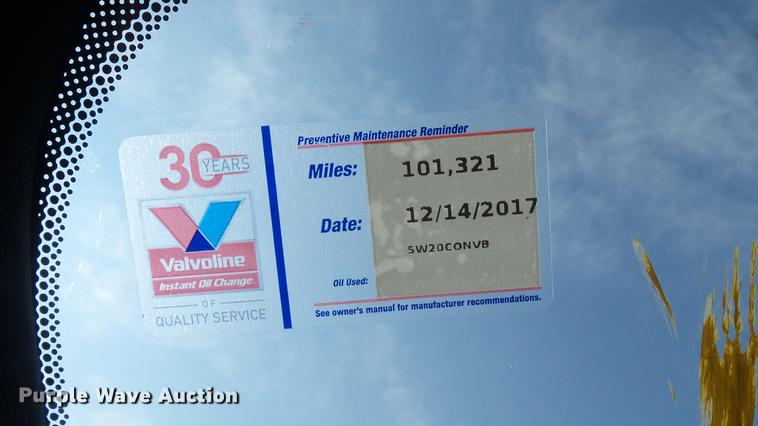 30 YEARS
Valvoline
Instant Oil Change
OF
QUALITY SERVICE
Preventive Maintenance Reminder
Miles: 101,321
Date: 12/14/2017
5W20CONVB
Oil Used:
See owner's manual for manufacturer recommendations.
Purple Wave Auction